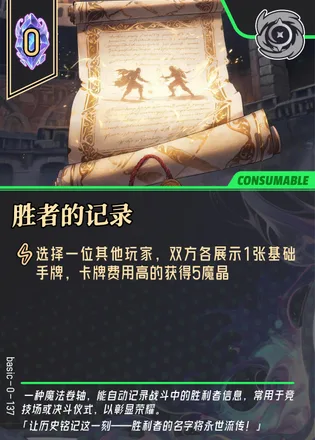 0
CONSUMABLE
胜者的记录
选择一位其他玩家，双方各展示1张基础
手牌，卡牌费用高的获得5魔晶
basic-0-137
一种魔法卷轴，能自动记录战斗中的胜利者信息，常用于竞
技场或决斗仪式，以彰显荣耀。
「让历史铭记这一刻——胜利者的名字将永世流传！」